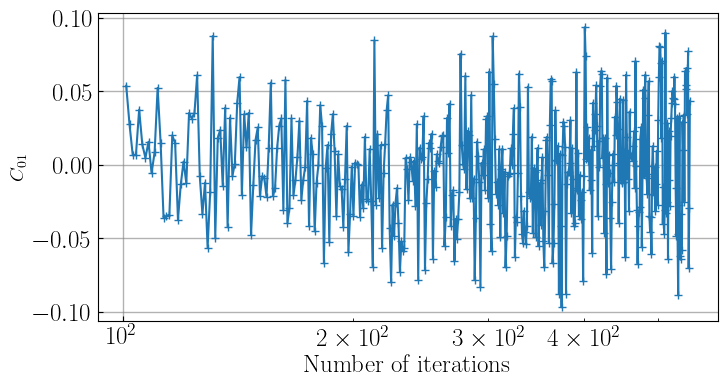 0.10
0.05
0.00
−0.05
−0.10
C₀₁
10²
2 × 10²
3 × 10²
4 × 10²
Number of iterations